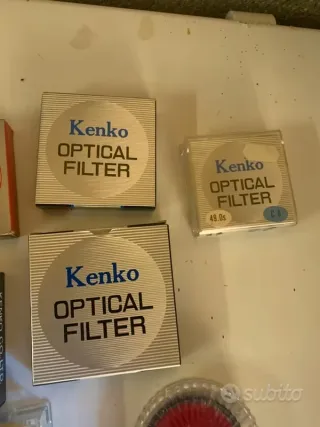 Kenko
OPTICAL
FILTER
Kenko
OPTICAL
FILTER
49.0s
Kenko
OPTICAL
FILTER
subito